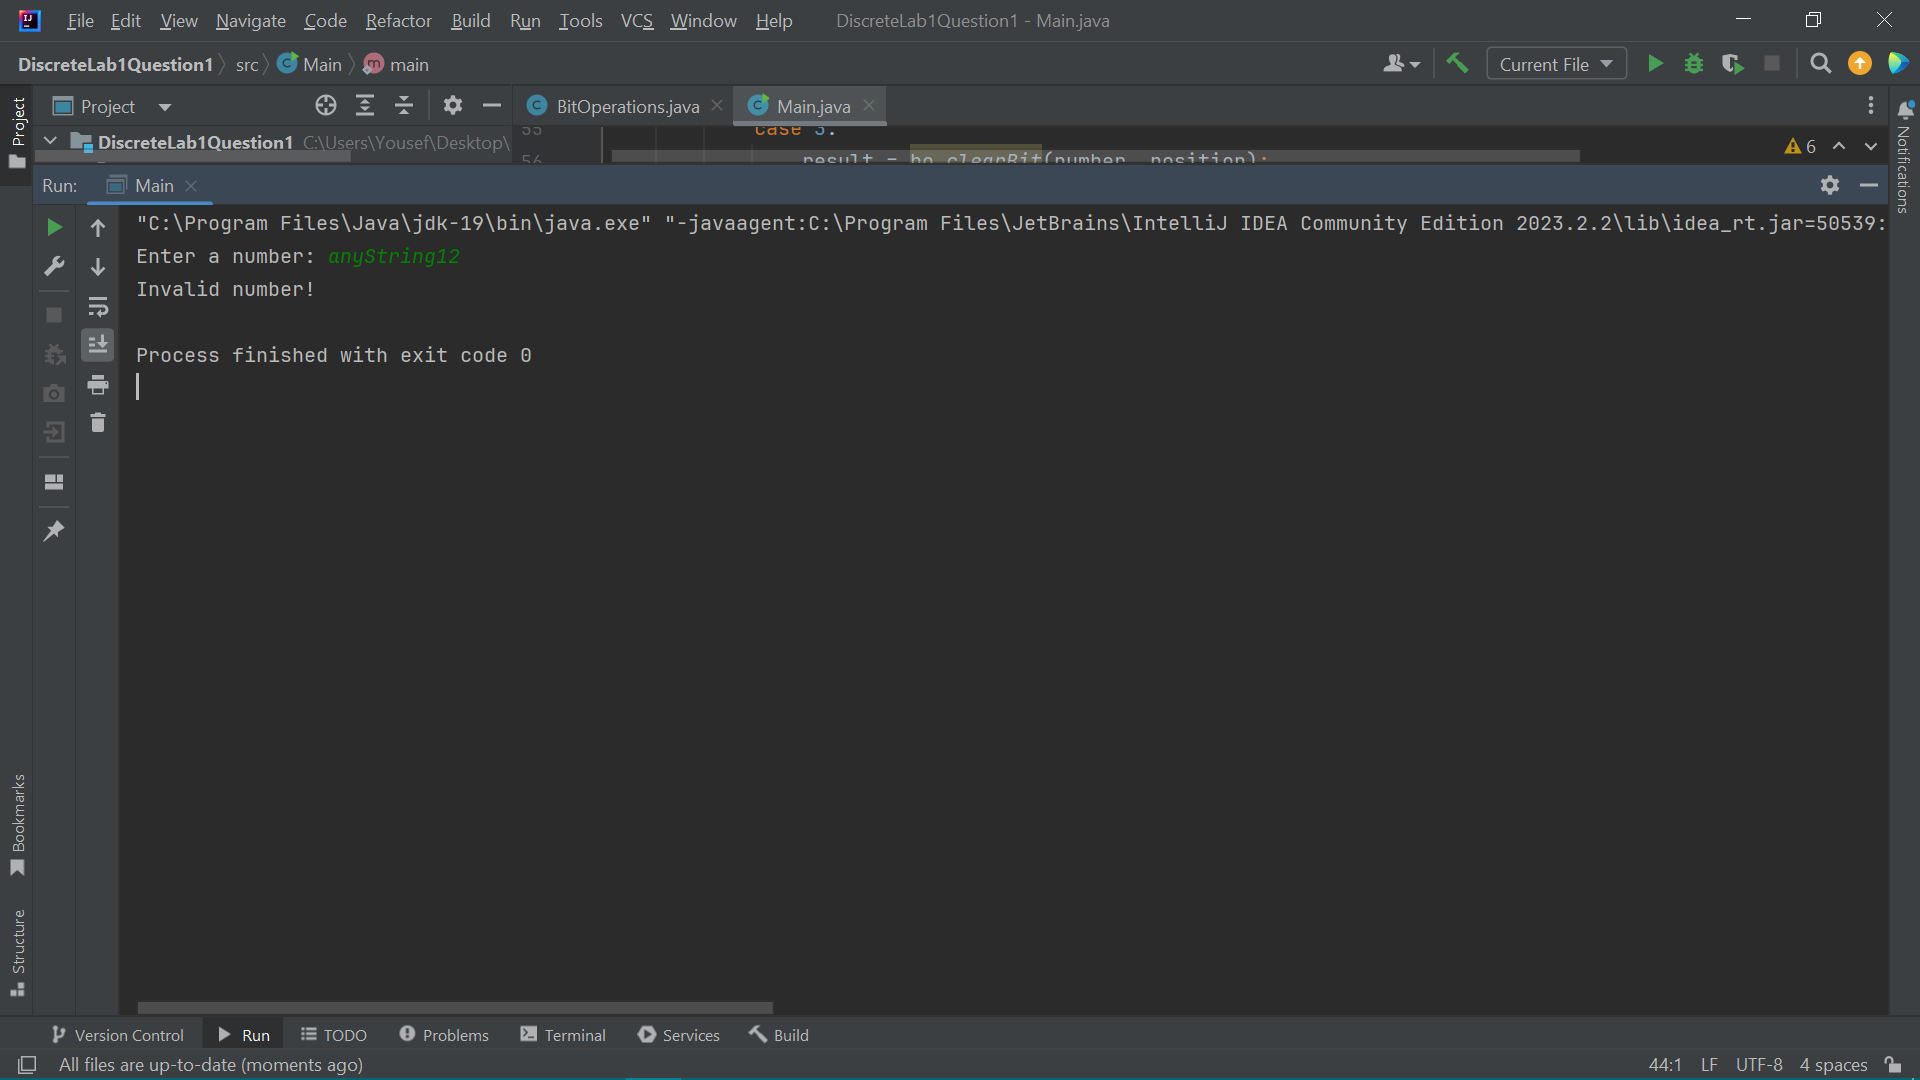 File Edit View Navigate Code Refactor Build Run Tools VCS Window Help DiscreteLab1Question1 - Main.java
DiscreteLab1Question1 src Main main Current File
Project BitOperations.java Main.java
DiscreteLab1Question1 C:\Users\Yousef\Desktop\
55 case 3:
56 result = bo.clearBit(number, position);
6
Run: Main
"C:\Program Files\Java\jdk-19\bin\java.exe" "-javaagent:C:\Program Files\JetBrains\IntelliJ IDEA Community Edition 2023.2.2\lib\idea_rt.jar=50539:
Enter a number: anyString12
Invalid number!
Process finished with exit code 0
Project
Bookmarks
Structure
Notifications
Version Control Run TODO Problems Terminal Services Build
All files are up-to-date (moments ago) 44:1 LF UTF-8 4 spaces